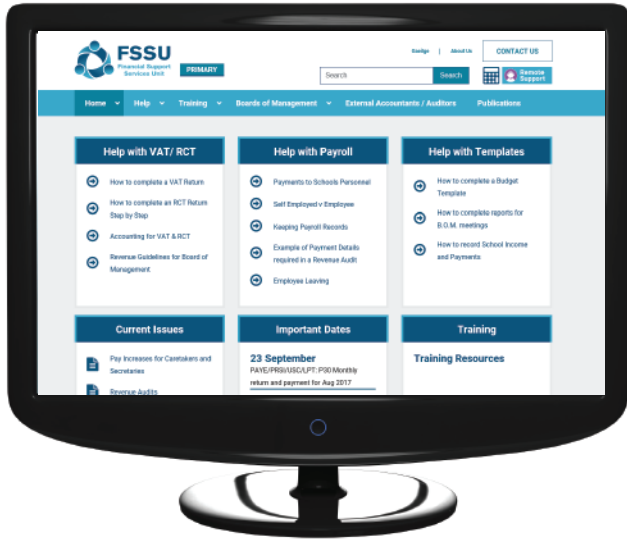 FSSU
Financial Support
Services Unit
PRIMARY
Gaeilge | About Us
CONTACT US
Search
Search
Remote
Support
Home
Help
Training
Boards of Management
External Accountants / Auditors
Publications
Help with VAT/ RCT
How to complete a VAT Return
How to complete an RCT Return
Step by Step
Accounting for VAT & RCT
Revenue Guidelines for Board of
Management
Help with Payroll
Payments to Schools Personnel
Self Employed v Employee
Keeping Payroll Records
Example of Payment Details
required in a Revenue Audit
Employee Leaving
Help with Templates
How to complete a Budget
Template
How to complete reports for
B.O.M. meetings
How to record School Income
and Payments
Current Issues
Pay Increases for Caretakers and
Secretaries
Revenue Audits
Important Dates
23 September
PAYE/PRSI/USC/LPT: P30 Monthly
return and payment for Aug 2017
Training
Training Resources